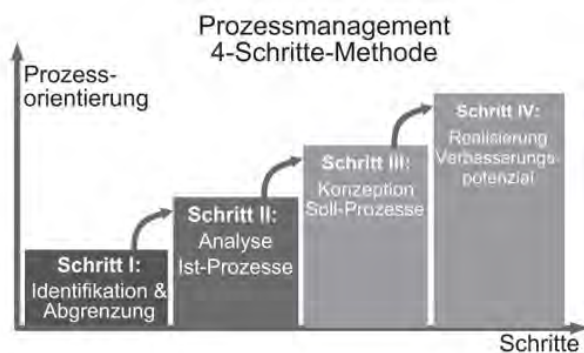 Prozessmanagement
4-Schritte-Methode
Prozess-
orientierung
Schritt I:
Identifikation &
Abgrenzung
Schritt II:
Analyse
Ist-Prozesse
Schritt III:
Konzeption
Soll-Prozesse
Schritt IV:
Realisierung
Verbesserungs-
potenzial
Schritte